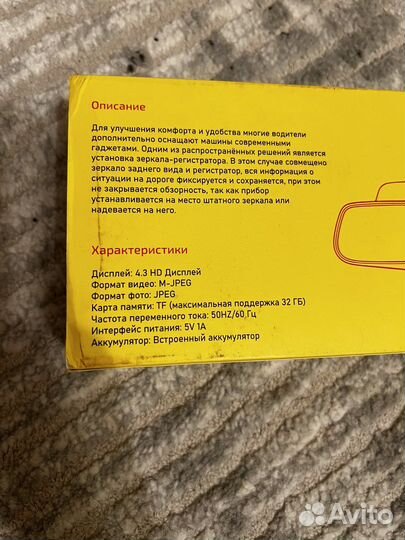 Описание
Для улучшения комфорта и удобства многие водители
дополнительно оснащают машины современными
гаджетами. Одним из распространённых решений является
установка зеркала-регистратора. В этом случае совмещено
зеркало заднего вида и регистратор, вся информация о
ситуации на дороге фиксируется и сохраняется, при этом
не закрывается обзорность, так как прибор
устанавливается на место штатного зеркала или
надевается на него.
Характеристики
Дисплей: 4.3 HD Дисплей
Формат видео: M-JPEG
Формат фото: JPEG
Карта памяти: TF (максимальная поддержка 32 ГБ)
Частота переменного тока: 50HZ/60 Гц
Интерфейс питания: 5V 1A
Аккумулятор: Встроенный аккумулятор
Avito